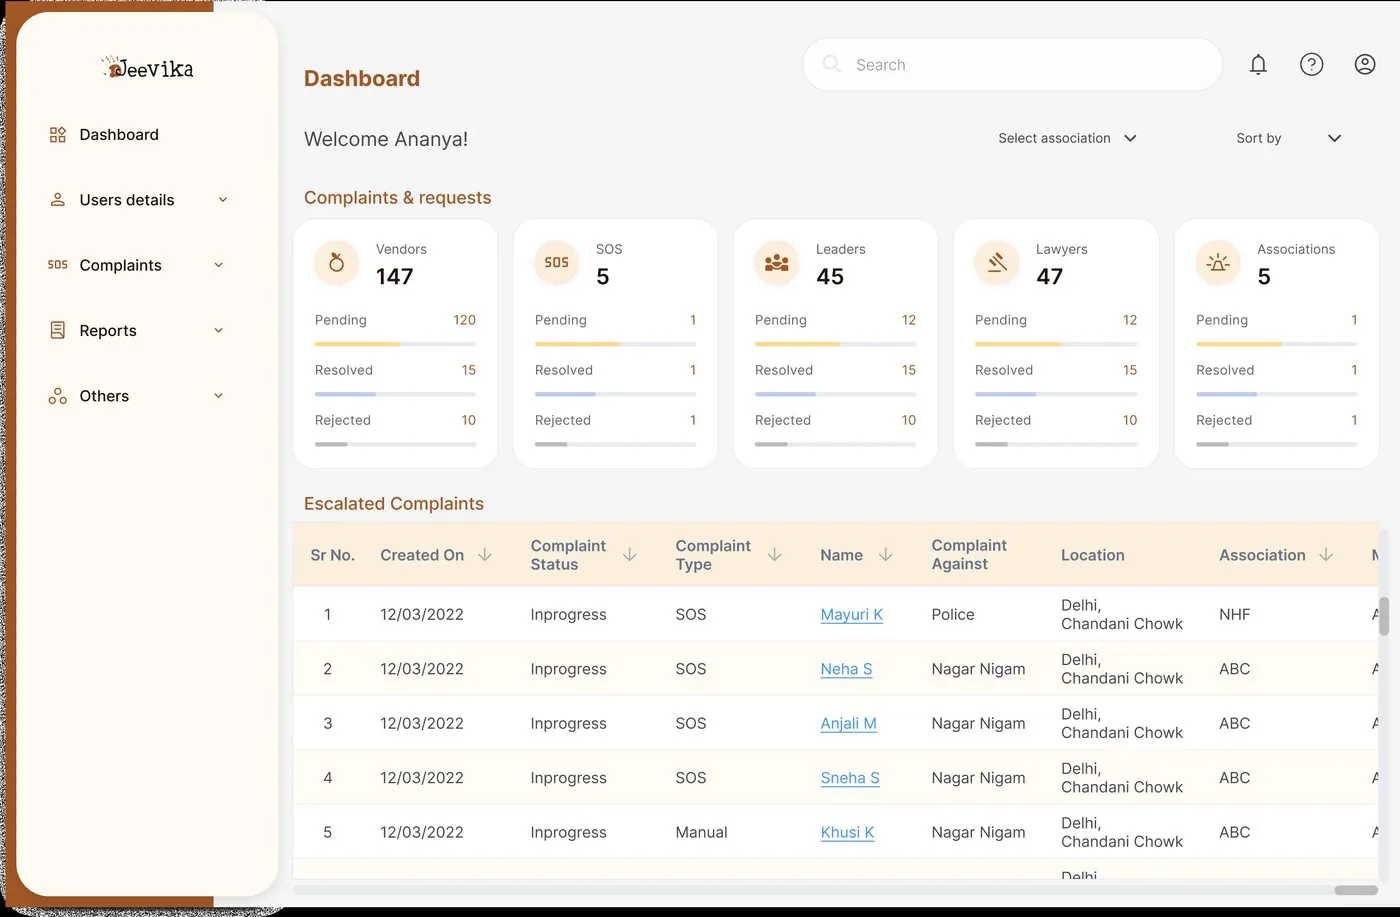 Jeevika
Dashboard
Users details
SOS Complaints
Reports
Others
Dashboard
Search
Welcome Ananya!
Select association
Sort by
Complaints & requests
Vendors
147
Pending 120
Resolved 15
Rejected 10
SOS
SOS
5
Pending 1
Resolved 1
Rejected 1
Leaders
45
Pending 12
Resolved 15
Rejected 10
Lawyers
47
Pending 12
Resolved 15
Rejected 10
Associations
5
Pending 1
Resolved 1
Rejected 1
Escalated Complaints
Sr No. Created On Complaint Status Complaint Type Name Complaint Against Location Association
1 12/03/2022 Inprogress SOS Mayuri K Police Delhi, Chandani Chowk NHF
2 12/03/2022 Inprogress SOS Neha S Nagar Nigam Delhi, Chandani Chowk ABC
3 12/03/2022 Inprogress SOS Anjali M Nagar Nigam Delhi, Chandani Chowk ABC
4 12/03/2022 Inprogress SOS Sneha S Nagar Nigam Delhi, Chandani Chowk ABC
5 12/03/2022 Inprogress Manual Khusi K Nagar Nigam Delhi, Chandani Chowk ABC
Delhi